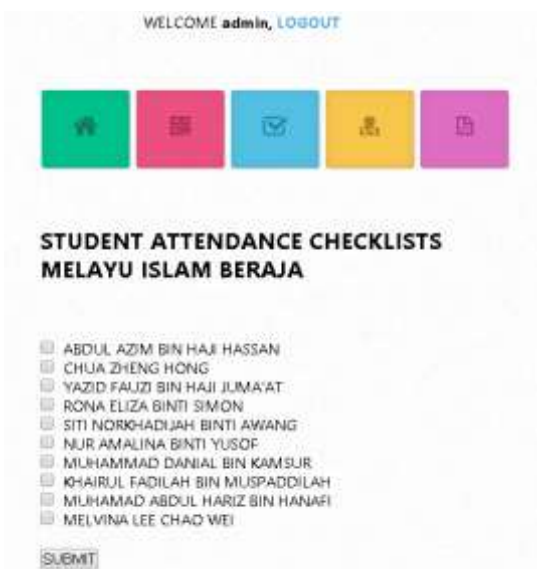 WELCOME admin, LOGOUT
STUDENT ATTENDANCE CHECKLISTS
MELAYU ISLAM BERAJA
ABDUL AZIM BIN HAJI HASSAN
CHUA ZHENG HONG
YAZID FAUZI BIN HAJI JUMA'AT
RONA ELIZA BINTI SIMON
SITI NORKHADIJAH BINTI AWANG
NUR AMALINA BINTI YUSOF
MUHAMMAD DANIAL BIN KAMSUR
KHAIRUL FADILAH BIN MUSPADDILAH
MUHAMAD ABDUL HARIZ BIN HANAFI
MELVINA LEE CHAO WEI
SUBMIT